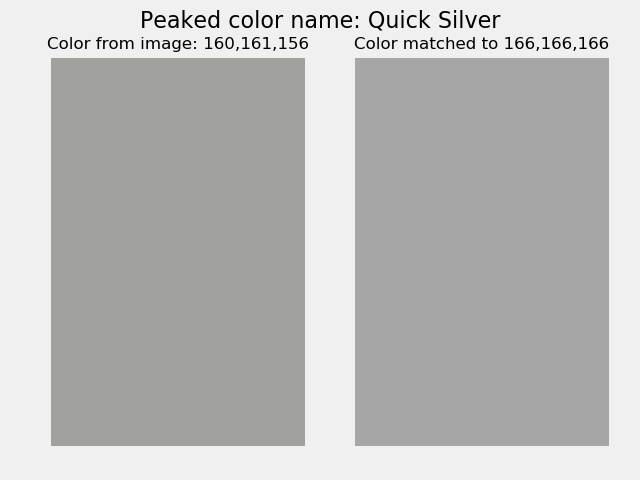 Peaked color name: Quick Silver
Color from image: 160,161,156
Color matched to 166,166,166